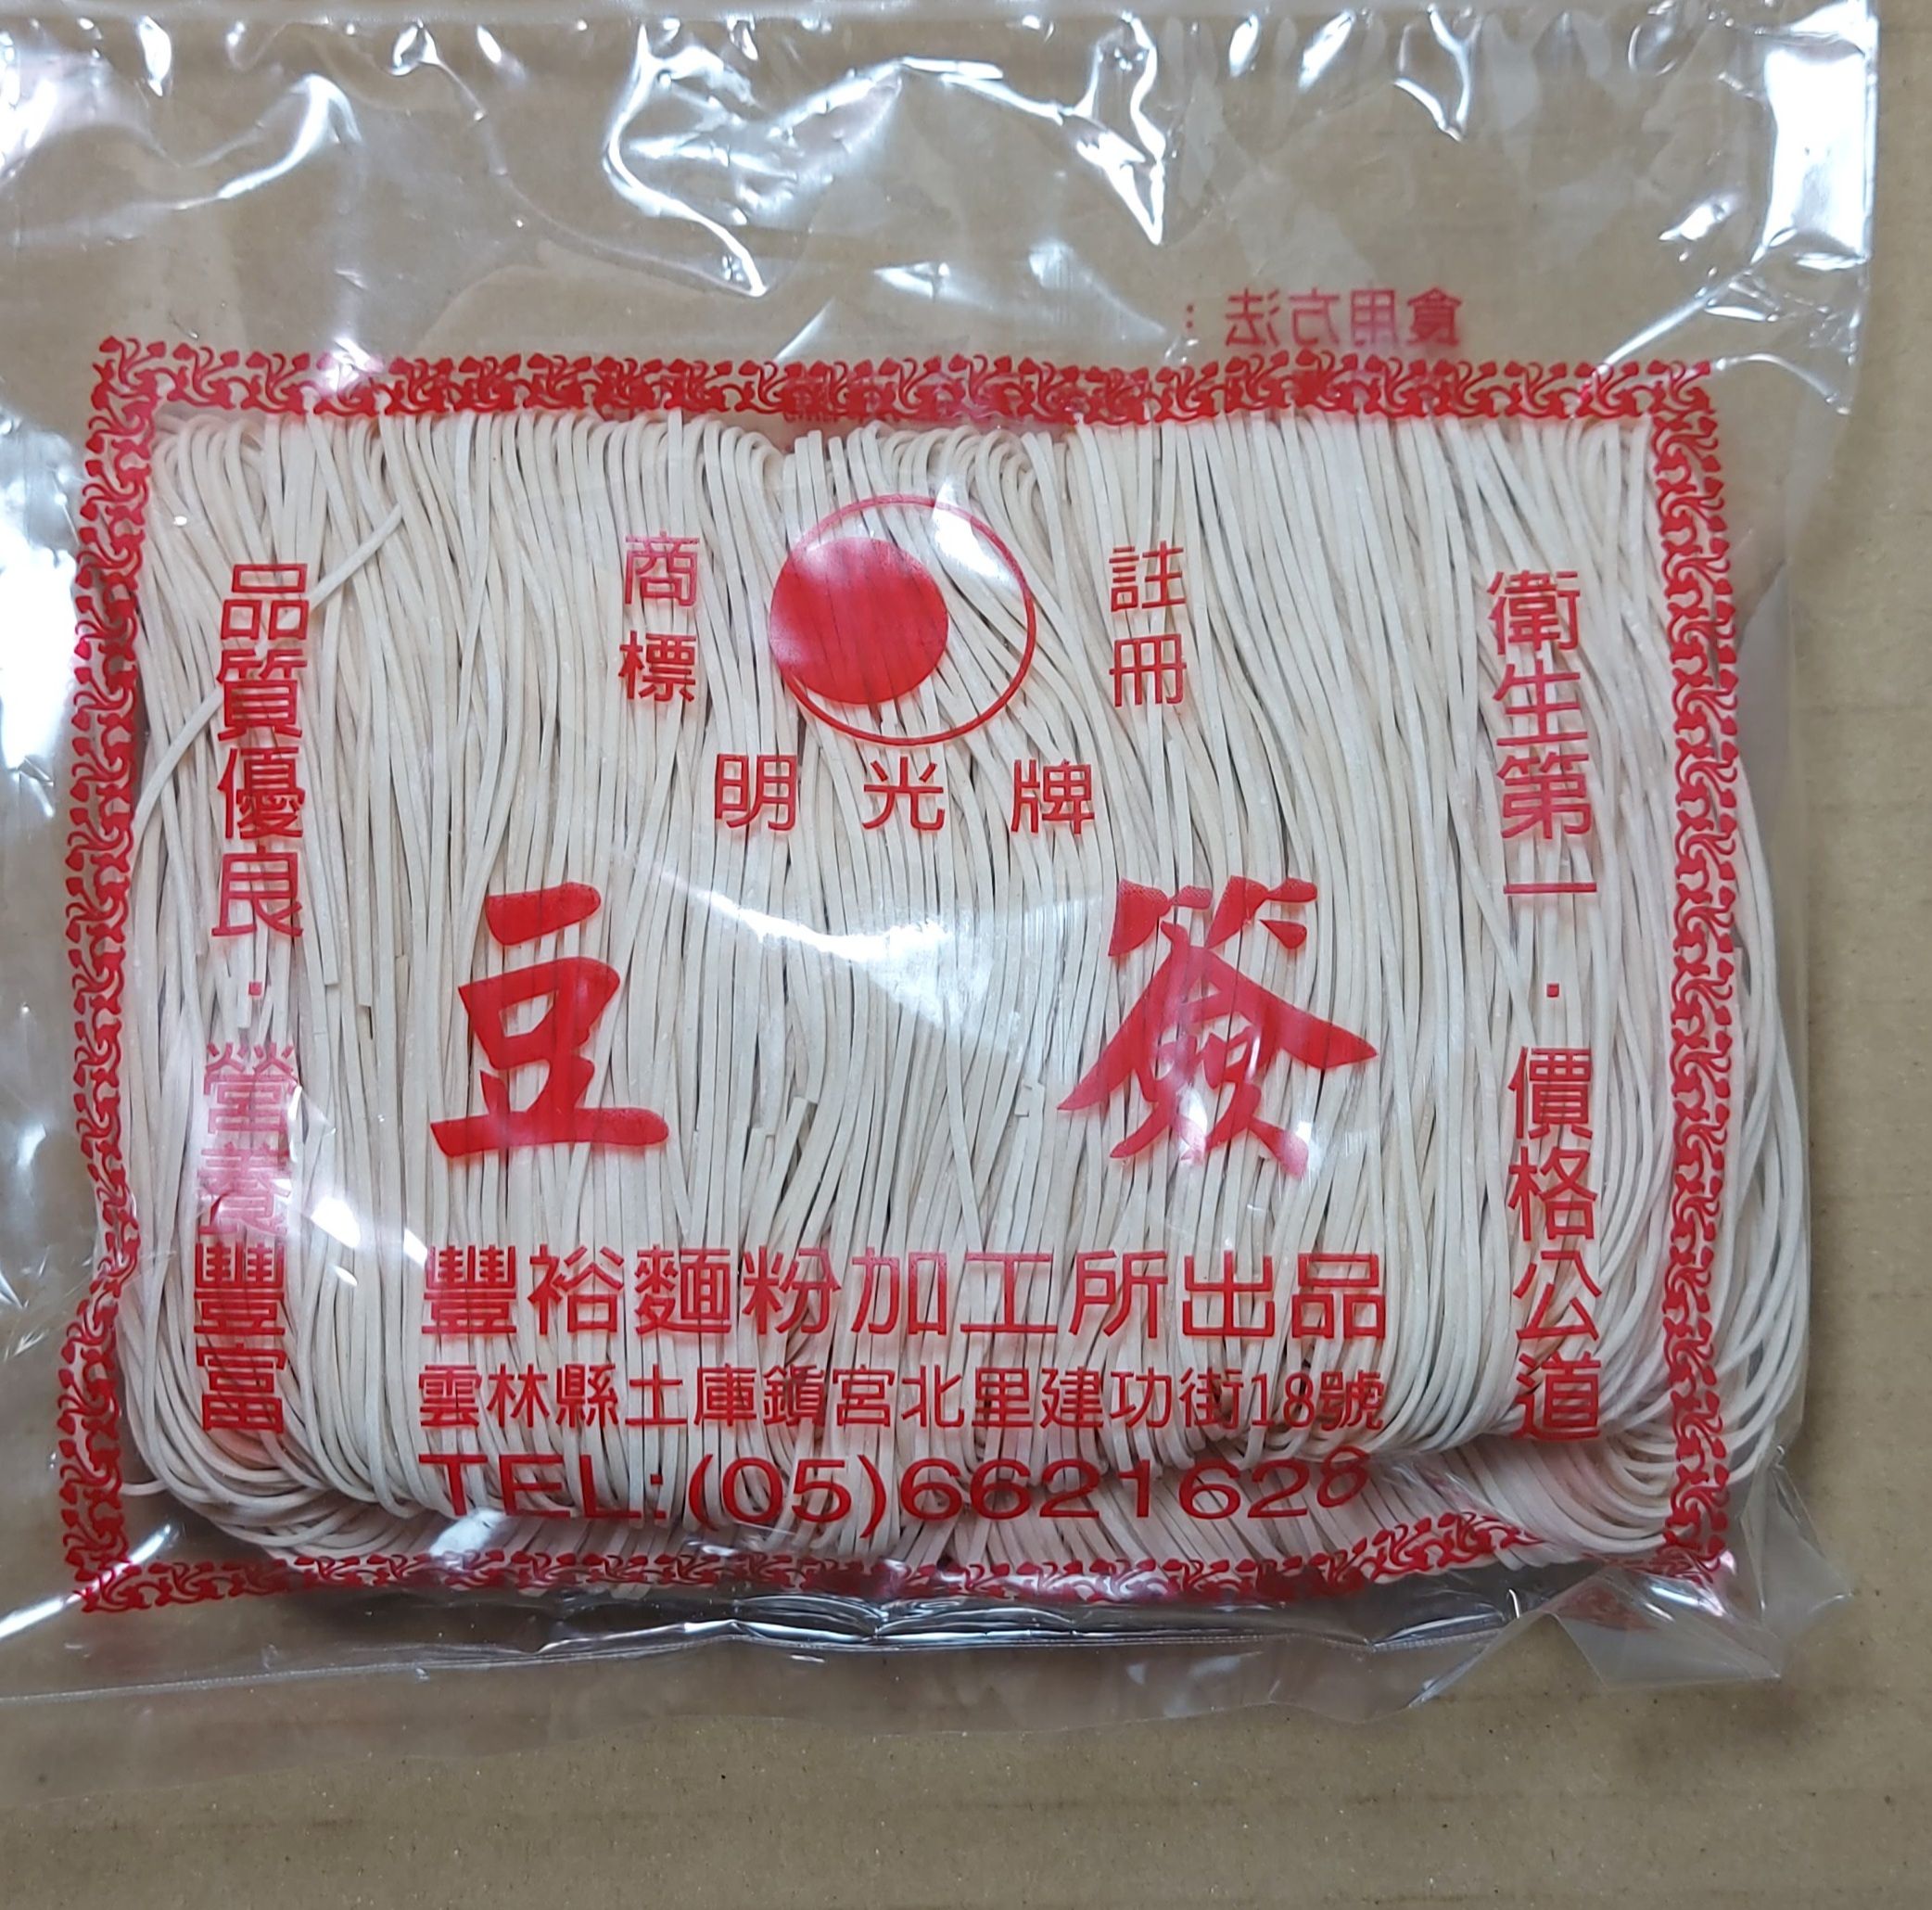 食用方法：
商標
註冊
明光牌
豆簽
品質優良．營養豐富
衛生第一．價格公道
豐裕麵粉加工所出品
雲林縣土庫鎮宮北里建功街18號
TEL:(05)6621628